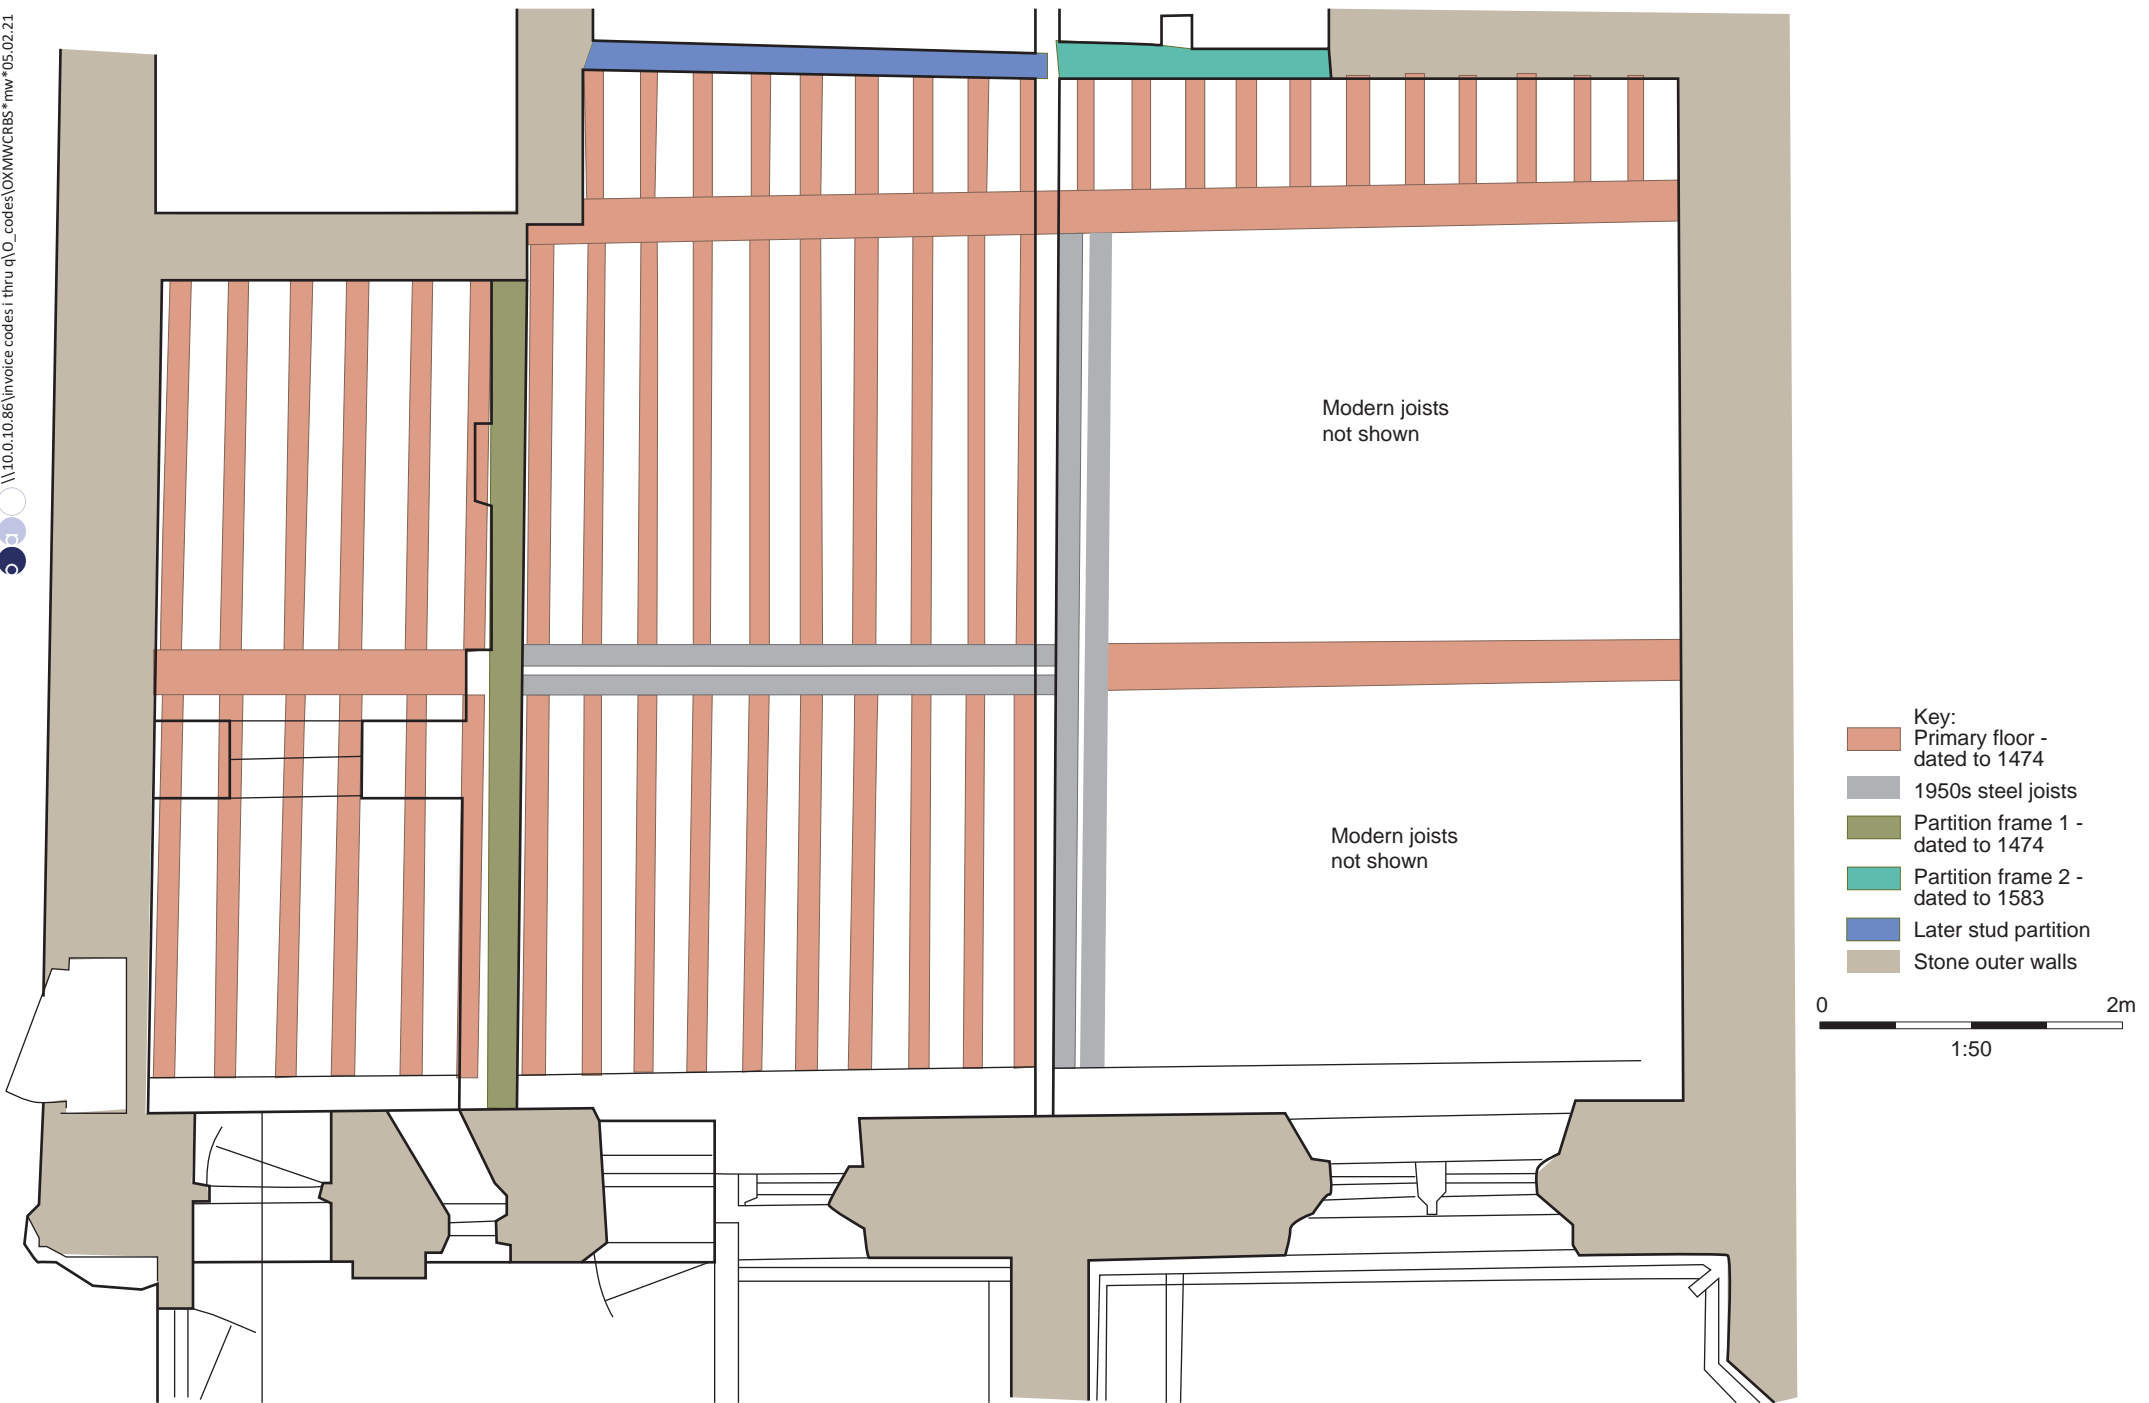 \\10.0.10.86\invoice codes i thru q\O_codes\OXMWCRBS*mw*05.02.21
oa
Modern joists
not shown
Modern joists
not shown
Key:
Primary floor -
dated to 1474
1950s steel joists
Partition frame 1 -
dated to 1474
Partition frame 2 -
dated to 1583
Later stud partition
Stone outer walls
0 2m
1:50